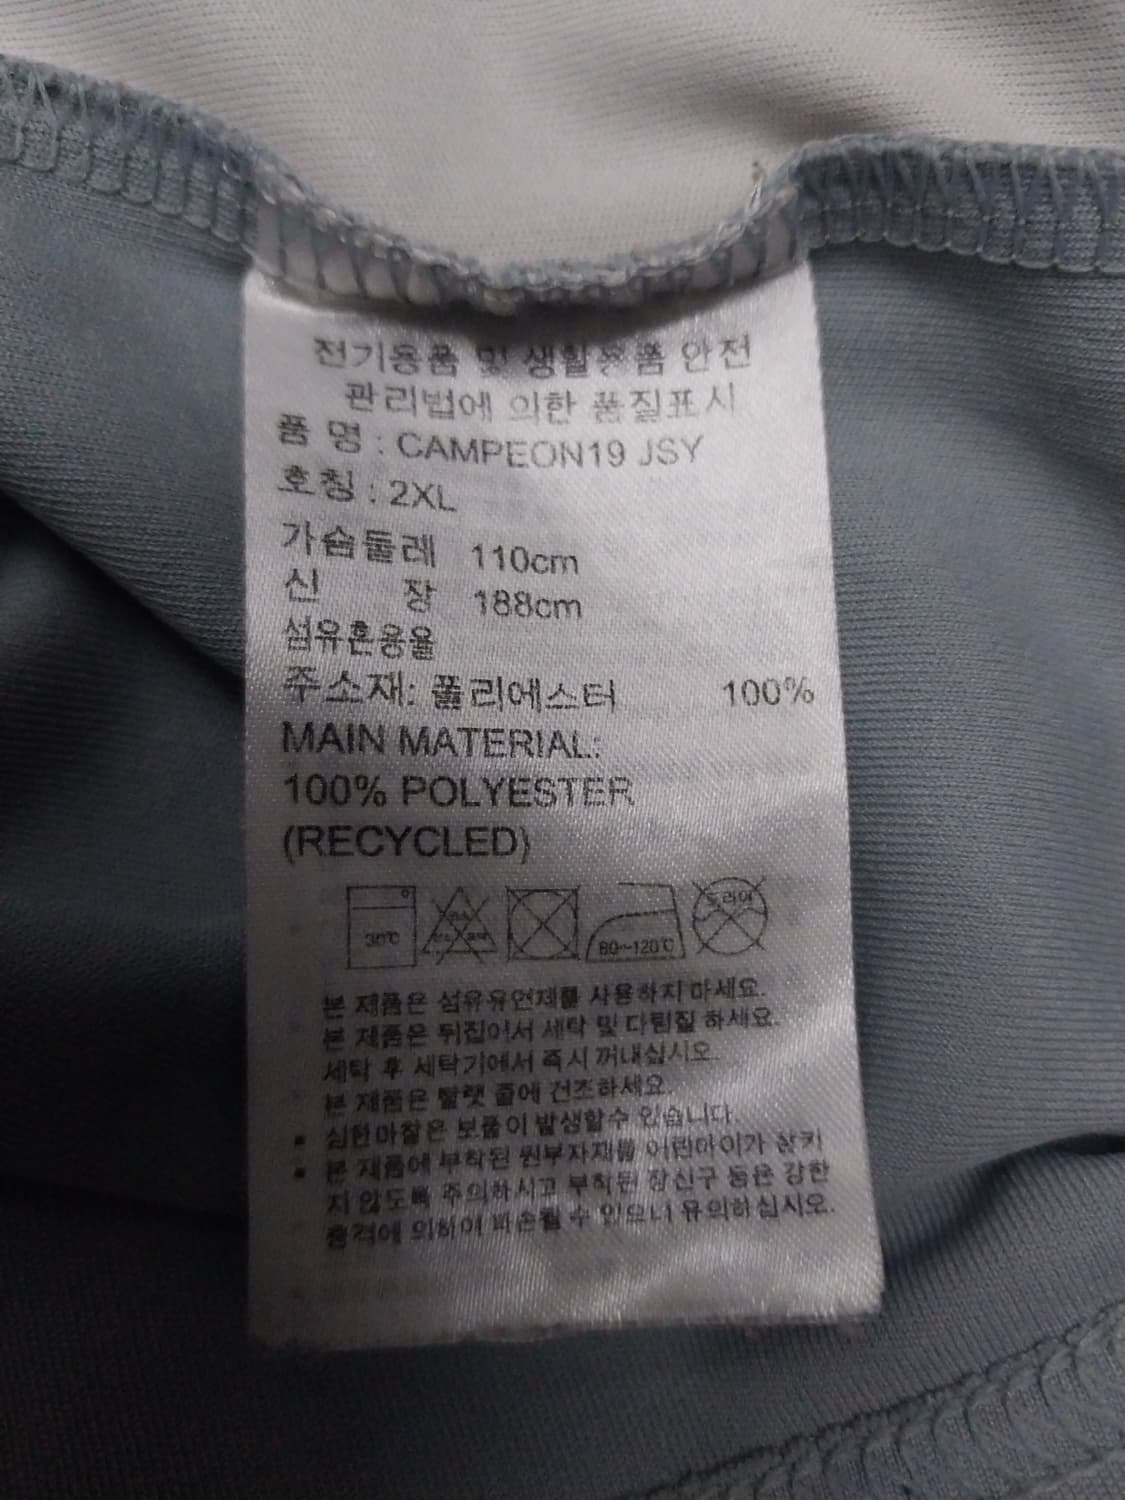 전기용품 및 생활용품 안전
관리법에 의한 품질표시
품 명 : CAMPEON19 JSY
호칭 : 2XL
가슴둘레 110cm
신 장 188cm
섬유혼용율
주소재: 폴리에스터 100%
MAIN MATERIAL:
100% POLYESTER
(RECYCLED)
30℃
80~120℃
드라이
본 제품은 섬유유연제를 사용하지 마세요.
본 제품은 뒤집어서 세탁 및 다림질 하세요.
세탁 후 세탁기에서 즉시 꺼내십시오.
본 제품은 탈랫 콜에 건조하세요.
심한마찰은 보풀이 발생할수 있습니다.
본 제품에 부착된 원부자재를 어린아이가 삼키
지 않도록 주의하시고 부착된 장신구 등은 강한
충격에 의하여 파손될 수 있으니 유의하십시오.